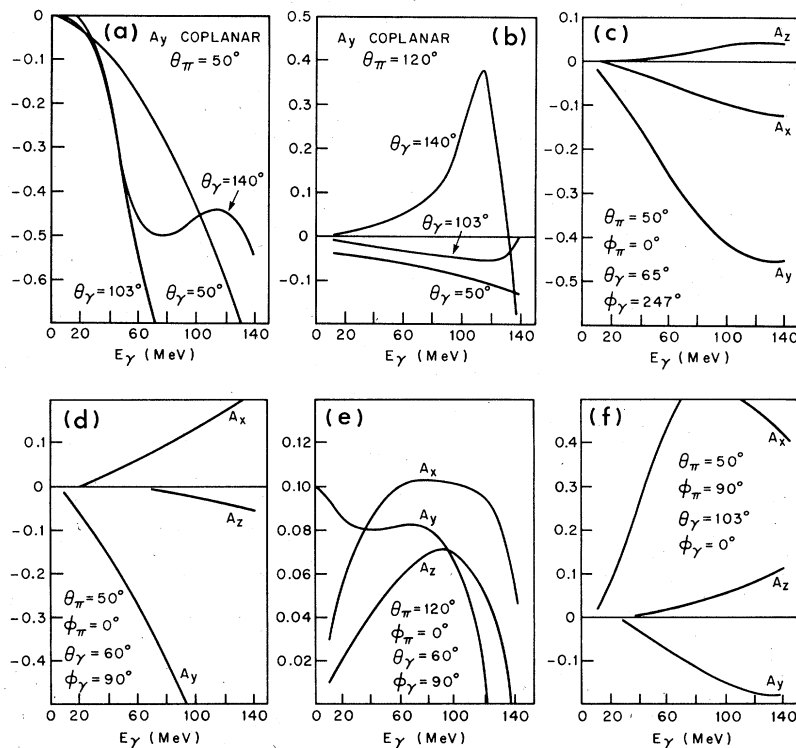 (a) Ay COPLANAR
θπ = 50°
0
-0.1
-0.2
-0.3
-0.4
-0.5
-0.6
θγ = 140°
θγ = 103° θγ = 50°
0 20 60 100 140
Eγ (MeV)
Ay COPLANAR (b)
θπ = 120°
0.5
0.4
0.3
0.2
0.1
0
-0.1
θγ = 140°
θγ = 103°
θγ = 50°
0 20 60 100 140
Eγ (MeV)
(c)
0.1
0
-0.1
-0.2
-0.3
-0.4
-0.5
Az
Ax
Ay
θπ = 50°
φπ = 0°
θγ = 65°
φγ = 247°
0 20 60 100 140
Eγ (MeV)
(d)
0.1
0
-0.1
-0.2
-0.3
-0.4
Ax
Az
Ay
θπ = 50°
φπ = 0°
θγ = 60°
φγ = 90°
0 20 60 100 140
Eγ (MeV)
(e)
0.12
0.10
0.08
0.06
0.04
0.02
Ax
Ay
Az
θπ = 120°
φπ = 0°
θγ = 60°
φγ = 90°
0 20 60 100 140
Eγ (MeV)
(f)
0.4
0.3
0.2
0.1
0
-0.1
Ax
θπ = 50°
φπ = 90°
θγ = 103°
φγ = 0°
Az
Ay
0 20 60 100 140
Eγ (MeV)